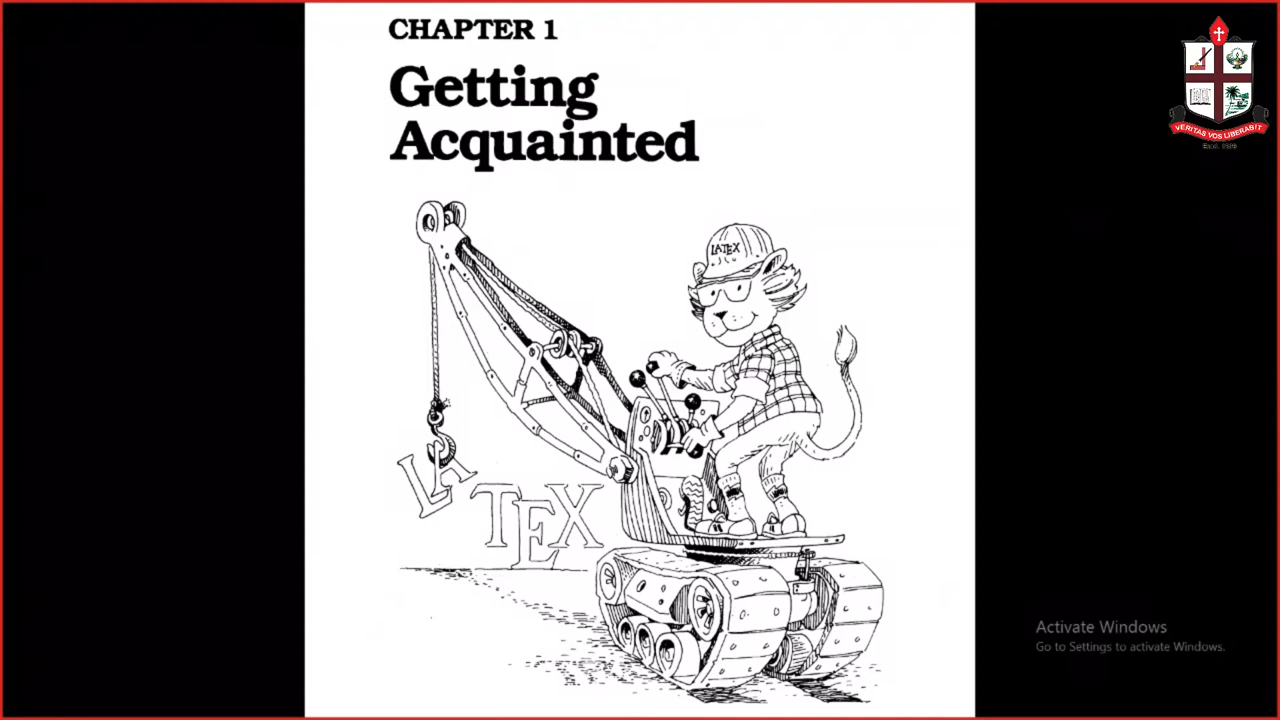 CHAPTER 1
Getting
Acquainted
LATEX
LA
TEX
VERITAS VOS LIBERABIT
Activate Windows
Go to Settings to activate Windows.